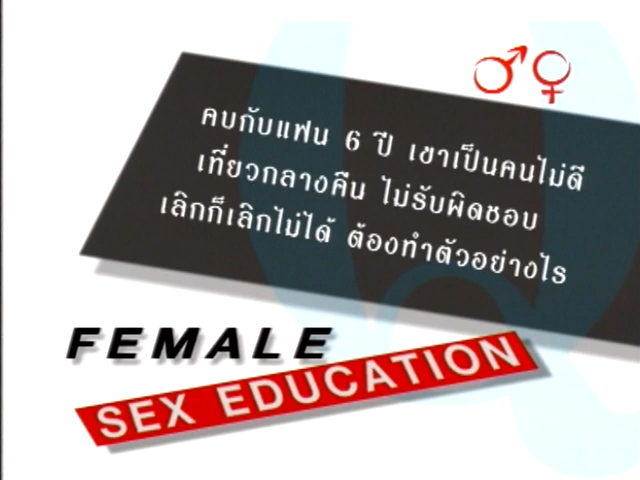 คบกับแฟน 6 ปี เขาเป็นคนไม่ดี
เที่ยวกลางคืน ไม่รับผิดชอบ
เลิกก็เลิกไม่ได้ ต้องทำตัวอย่างไร
FEMALE
SEX EDUCATION